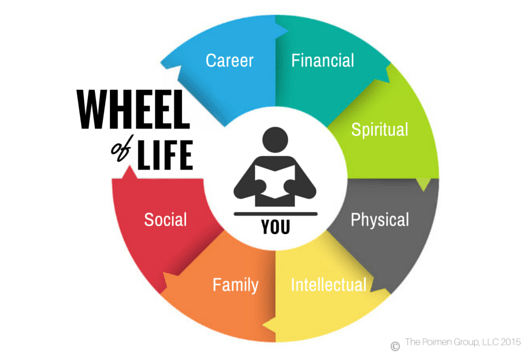 Career
Financial
WHEEL
of LIFE
Spiritual
YOU
Social
Physical
Family
Intellectual
© The Poimen Group, LLC 2015